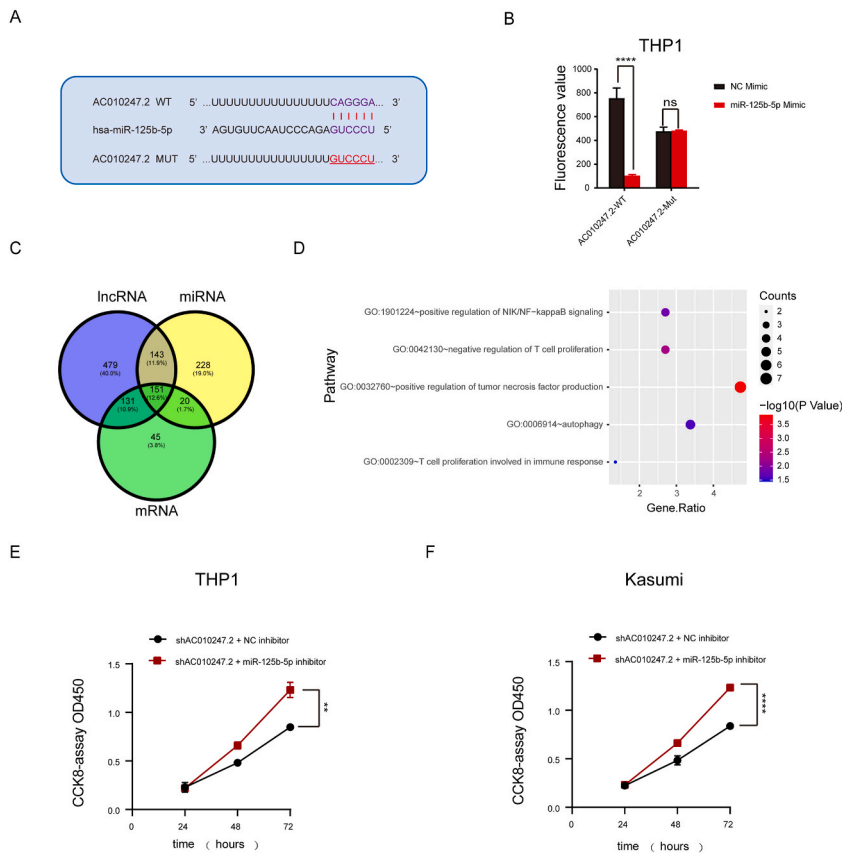 A
AC010247.2 WT 5' ...UUUUUUUUUUUUUUUUUCAGGGA... 3'
hsa-miR-125b-5p 3' AGUGUUCAAUCCCAGAGUCCCU 5'
AC010247.2 MUT 5' ...UUUUUUUUUUUUUUUUUGUCCCU... 3'
B
THP1
Fluorescence value
1000
800
600
400
200
0
****
ns
NC Mimic
miR-125b-5p Mimic
AC010247.2-WT
AC010247.2-Mut
C
lncRNA
miRNA
479
(40.0%)
143
(11.9%)
228
(19.0%)
151
(12.6%)
131
(10.9%)
20
(1.7%)
45
(3.8%)
mRNA
D
Pathway
GO:1901224~positive regulation of NIK/NF−kappaB signaling
GO:0042130~negative regulation of T cell proliferation
GO:0032760~positive regulation of tumor necrosis factor production
GO:0006914~autophagy
GO:0002309~T cell proliferation involved in immune response
2 3 4
Gene.Ratio
Counts
2
3
4
5
6
7
−log10(P Value)
3.5
3.0
2.5
2.0
1.5
E
THP1
shAC010247.2 + NC inhibitor
shAC010247.2 + miR-125b-5p inhibitor
CCK8-assay OD450
1.5
1.0
0.5
0.0
**
0 24 48 72
time （ hours）
F
Kasumi
shAC010247.2 + NC inhibitor
shAC010247.2 + miR-125b-5p inhibitor
CCK8-assay OD450
1.5
1.0
0.5
0.0
****
0 24 48 72
time （ hours）